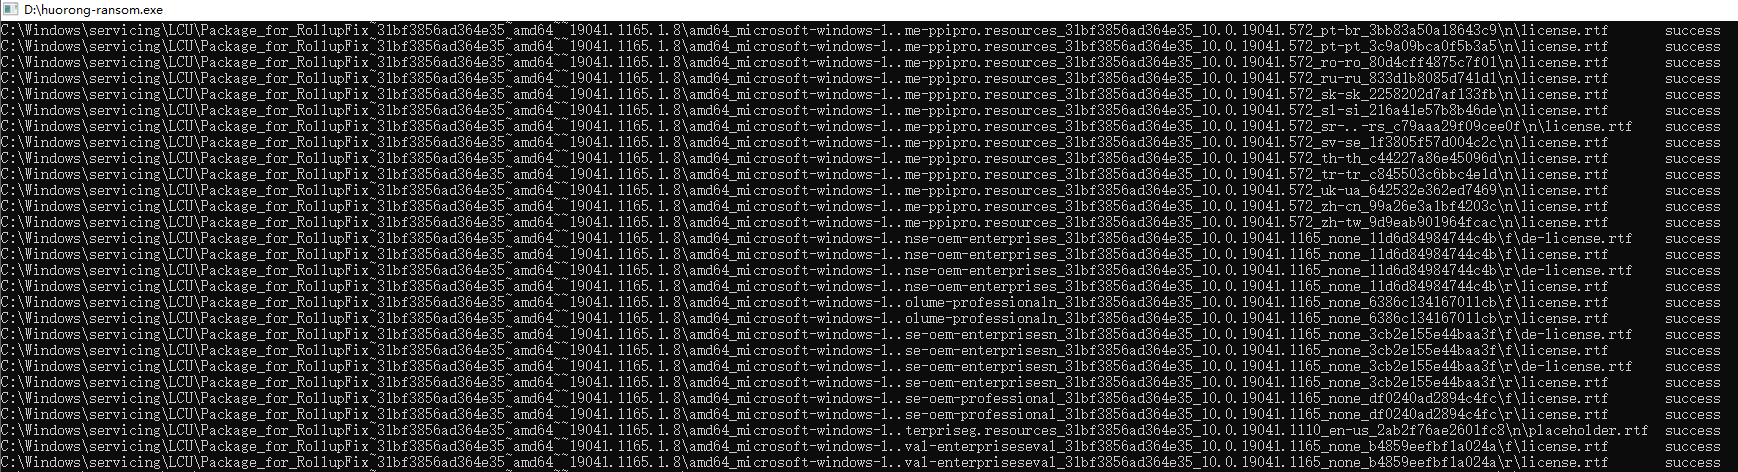 D:\huorong-ransom.exe
C:\Windows\servicing\LCU\Package_for_RollupFix~31bf3856ad364e35~amd64~~19041.1165.1.8\amd64_microsoft-windows-l..me-ppipro.resources_31bf3856ad364e35_10.0.19041.572_pt-br_3bb83a50a18643c9\n\license.rtf success
C:\Windows\servicing\LCU\Package_for_RollupFix~31bf3856ad364e35~amd64~~19041.1165.1.8\amd64_microsoft-windows-l..me-ppipro.resources_31bf3856ad364e35_10.0.19041.572_pt-pt_3c9a09bca0f5b3a5\n\license.rtf success
C:\Windows\servicing\LCU\Package_for_RollupFix~31bf3856ad364e35~amd64~~19041.1165.1.8\amd64_microsoft-windows-l..me-ppipro.resources_31bf3856ad364e35_10.0.19041.572_ro-ro_80d4cff4875c7f01\n\license.rtf success
C:\Windows\servicing\LCU\Package_for_RollupFix~31bf3856ad364e35~amd64~~19041.1165.1.8\amd64_microsoft-windows-l..me-ppipro.resources_31bf3856ad364e35_10.0.19041.572_ru-ru_833d1b8085d741d1\n\license.rtf success
C:\Windows\servicing\LCU\Package_for_RollupFix~31bf3856ad364e35~amd64~~19041.1165.1.8\amd64_microsoft-windows-l..me-ppipro.resources_31bf3856ad364e35_10.0.19041.572_sk-sk_2258202d7af133fb\n\license.rtf success
C:\Windows\servicing\LCU\Package_for_RollupFix~31bf3856ad364e35~amd64~~19041.1165.1.8\amd64_microsoft-windows-l..me-ppipro.resources_31bf3856ad364e35_10.0.19041.572_sl-si_216a41e57b8b46de\n\license.rtf success
C:\Windows\servicing\LCU\Package_for_RollupFix~31bf3856ad364e35~amd64~~19041.1165.1.8\amd64_microsoft-windows-l..me-ppipro.resources_31bf3856ad364e35_10.0.19041.572_sr-..-rs_c79aaa29f09cee0f\n\license.rtf success
C:\Windows\servicing\LCU\Package_for_RollupFix~31bf3856ad364e35~amd64~~19041.1165.1.8\amd64_microsoft-windows-l..me-ppipro.resources_31bf3856ad364e35_10.0.19041.572_sv-se_1f3805f57d004c2c\n\license.rtf success
C:\Windows\servicing\LCU\Package_for_RollupFix~31bf3856ad364e35~amd64~~19041.1165.1.8\amd64_microsoft-windows-l..me-ppipro.resources_31bf3856ad364e35_10.0.19041.572_th-th_c44227a86e45096d\n\license.rtf success
C:\Windows\servicing\LCU\Package_for_RollupFix~31bf3856ad364e35~amd64~~19041.1165.1.8\amd64_microsoft-windows-l..me-ppipro.resources_31bf3856ad364e35_10.0.19041.572_tr-tr_c845503c6bbc4e1d\n\license.rtf success
C:\Windows\servicing\LCU\Package_for_RollupFix~31bf3856ad364e35~amd64~~19041.1165.1.8\amd64_microsoft-windows-l..me-ppipro.resources_31bf3856ad364e35_10.0.19041.572_uk-ua_642532e362ed7469\n\license.rtf success
C:\Windows\servicing\LCU\Package_for_RollupFix~31bf3856ad364e35~amd64~~19041.1165.1.8\amd64_microsoft-windows-l..me-ppipro.resources_31bf3856ad364e35_10.0.19041.572_zh-cn_99a26e3a1bf4203c\n\license.rtf success
C:\Windows\servicing\LCU\Package_for_RollupFix~31bf3856ad364e35~amd64~~19041.1165.1.8\amd64_microsoft-windows-l..me-ppipro.resources_31bf3856ad364e35_10.0.19041.572_zh-tw_9d9eab901964fcac\n\license.rtf success
C:\Windows\servicing\LCU\Package_for_RollupFix~31bf3856ad364e35~amd64~~19041.1165.1.8\amd64_microsoft-windows-l..nse-oem-enterprises_31bf3856ad364e35_10.0.19041.1165_none_11d6d84984744c4b\f\de-license.rtf success
C:\Windows\servicing\LCU\Package_for_RollupFix~31bf3856ad364e35~amd64~~19041.1165.1.8\amd64_microsoft-windows-l..nse-oem-enterprises_31bf3856ad364e35_10.0.19041.1165_none_11d6d84984744c4b\f\license.rtf success
C:\Windows\servicing\LCU\Package_for_RollupFix~31bf3856ad364e35~amd64~~19041.1165.1.8\amd64_microsoft-windows-l..nse-oem-enterprises_31bf3856ad364e35_10.0.19041.1165_none_11d6d84984744c4b\r\de-license.rtf success
C:\Windows\servicing\LCU\Package_for_RollupFix~31bf3856ad364e35~amd64~~19041.1165.1.8\amd64_microsoft-windows-l..nse-oem-enterprises_31bf3856ad364e35_10.0.19041.1165_none_11d6d84984744c4b\r\license.rtf success
C:\Windows\servicing\LCU\Package_for_RollupFix~31bf3856ad364e35~amd64~~19041.1165.1.8\amd64_microsoft-windows-l..olume-professionaln_31bf3856ad364e35_10.0.19041.1165_none_6386c134167011cb\f\license.rtf success
C:\Windows\servicing\LCU\Package_for_RollupFix~31bf3856ad364e35~amd64~~19041.1165.1.8\amd64_microsoft-windows-l..olume-professionaln_31bf3856ad364e35_10.0.19041.1165_none_6386c134167011cb\r\license.rtf success
C:\Windows\servicing\LCU\Package_for_RollupFix~31bf3856ad364e35~amd64~~19041.1165.1.8\amd64_microsoft-windows-l..se-oem-enterprisesn_31bf3856ad364e35_10.0.19041.1165_none_3cb2e155e44baa3f\f\de-license.rtf success
C:\Windows\servicing\LCU\Package_for_RollupFix~31bf3856ad364e35~amd64~~19041.1165.1.8\amd64_microsoft-windows-l..se-oem-enterprisesn_31bf3856ad364e35_10.0.19041.1165_none_3cb2e155e44baa3f\f\license.rtf success
C:\Windows\servicing\LCU\Package_for_RollupFix~31bf3856ad364e35~amd64~~19041.1165.1.8\amd64_microsoft-windows-l..se-oem-enterprisesn_31bf3856ad364e35_10.0.19041.1165_none_3cb2e155e44baa3f\r\de-license.rtf success
C:\Windows\servicing\LCU\Package_for_RollupFix~31bf3856ad364e35~amd64~~19041.1165.1.8\amd64_microsoft-windows-l..se-oem-enterprisesn_31bf3856ad364e35_10.0.19041.1165_none_3cb2e155e44baa3f\r\license.rtf success
C:\Windows\servicing\LCU\Package_for_RollupFix~31bf3856ad364e35~amd64~~19041.1165.1.8\amd64_microsoft-windows-l..se-oem-professional_31bf3856ad364e35_10.0.19041.1165_none_df0240ad2894c4fc\f\license.rtf success
C:\Windows\servicing\LCU\Package_for_RollupFix~31bf3856ad364e35~amd64~~19041.1165.1.8\amd64_microsoft-windows-l..se-oem-professional_31bf3856ad364e35_10.0.19041.1165_none_df0240ad2894c4fc\r\license.rtf success
C:\Windows\servicing\LCU\Package_for_RollupFix~31bf3856ad364e35~amd64~~19041.1165.1.8\amd64_microsoft-windows-l..terpriseg.resources_31bf3856ad364e35_10.0.19041.1110_en-us_2ab2f76ae2601fc8\n\placeholder.rtf success
C:\Windows\servicing\LCU\Package_for_RollupFix~31bf3856ad364e35~amd64~~19041.1165.1.8\amd64_microsoft-windows-l..val-enterpriseseval_31bf3856ad364e35_10.0.19041.1165_none_b4859eefbf1a024a\f\license.rtf success
C:\Windows\servicing\LCU\Package_for_RollupFix~31bf3856ad364e35~amd64~~19041.1165.1.8\amd64_microsoft-windows-l..val-enterpriseseval_31bf3856ad364e35_10.0.19041.1165_none_b4859eefbf1a024a\r\license.rtf success